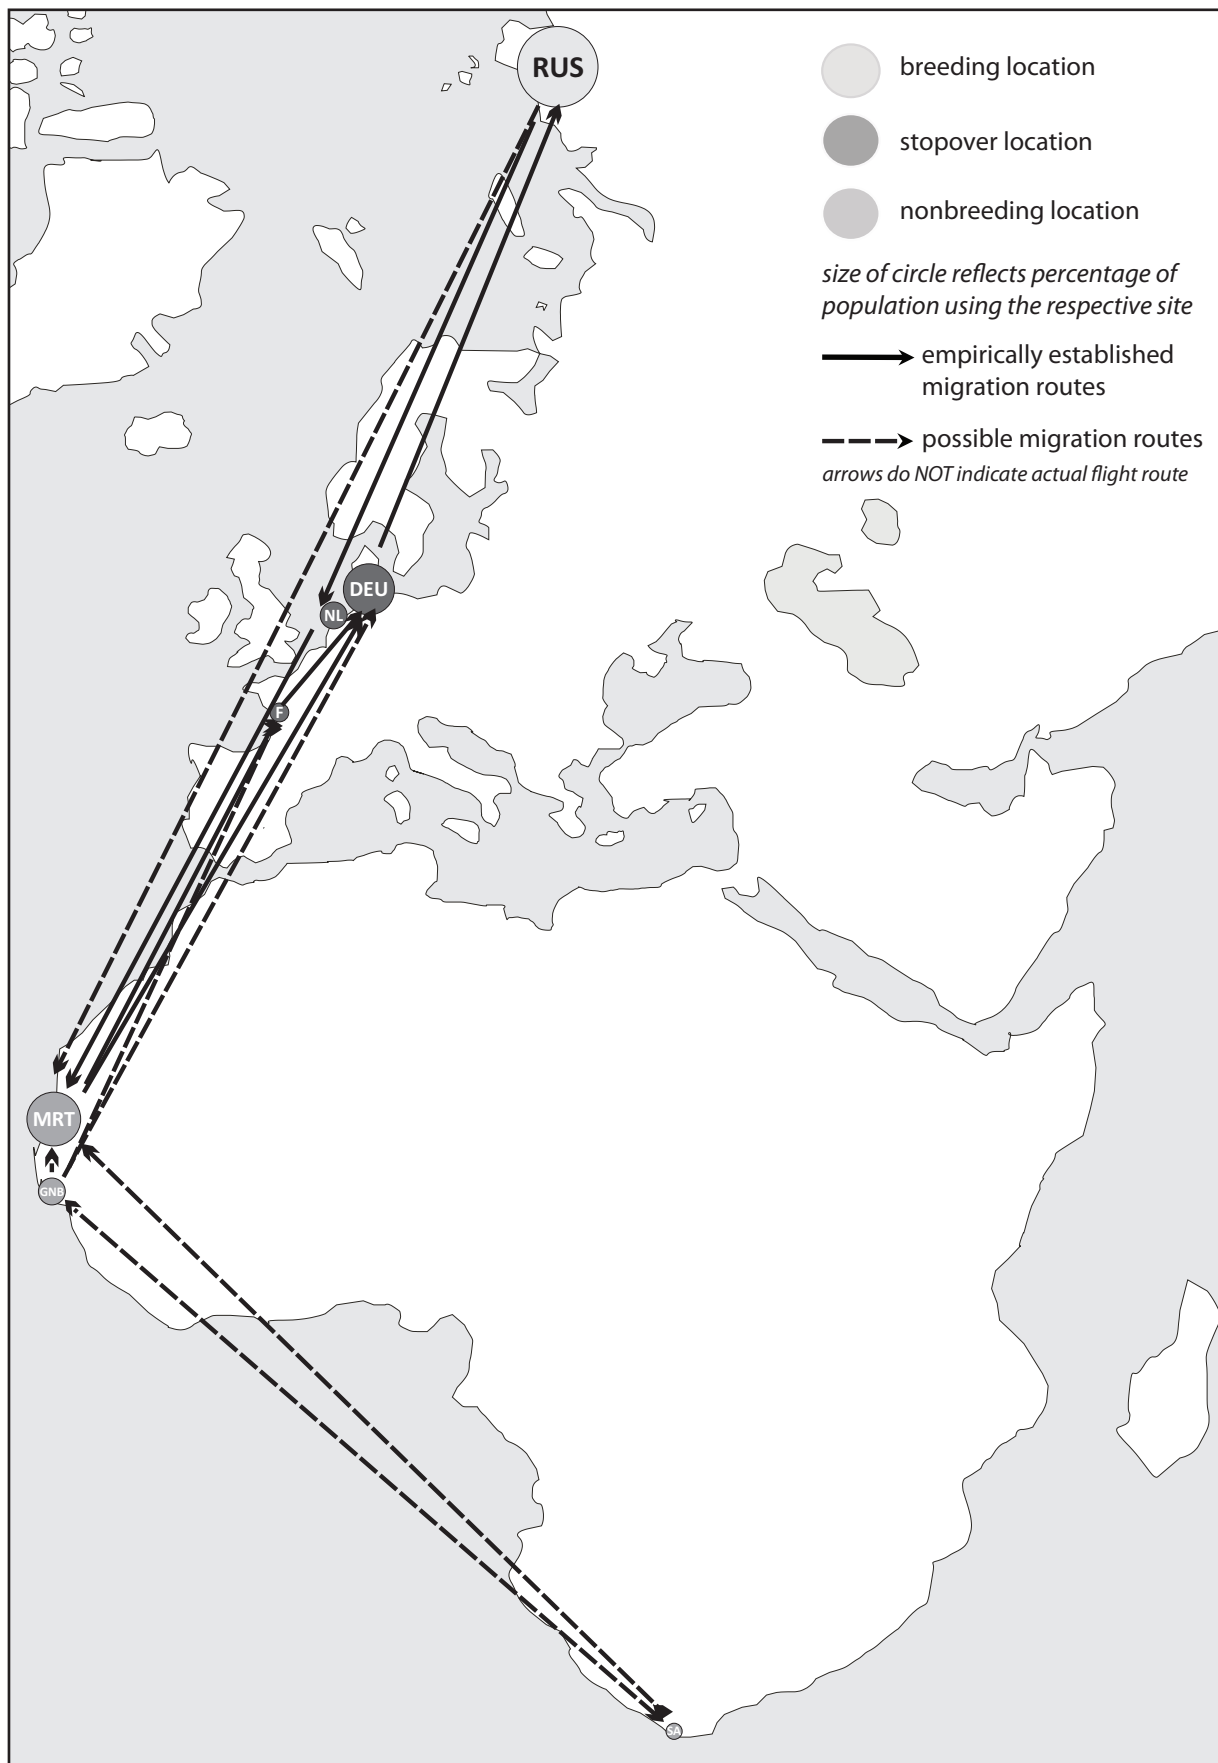 RUS
breeding location
stopover location
nonbreeding location
size of circle reflects percentage of
population using the respective site
empirically established
migration routes
possible migration routes
arrows do NOT indicate actual flight route
DEU
NL
F
MRT
GNB
SA